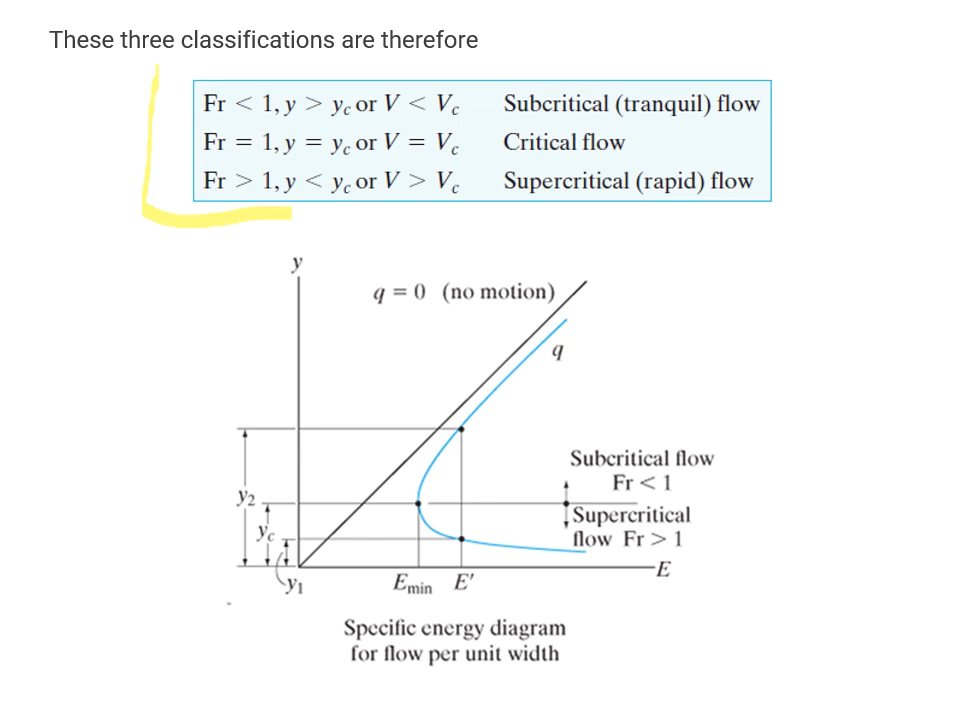 These three classifications are therefore
Fr < 1, y > y_c or V < V_c Subcritical (tranquil) flow
Fr = 1, y = y_c or V = V_c Critical flow
Fr > 1, y < y_c or V > V_c Supercritical (rapid) flow
y
q = 0 (no motion)
q
Subcritical flow
Fr < 1
y₂
Supercritical
y_c
flow Fr > 1
E
y₁
E_min E'
Specific energy diagram
for flow per unit width